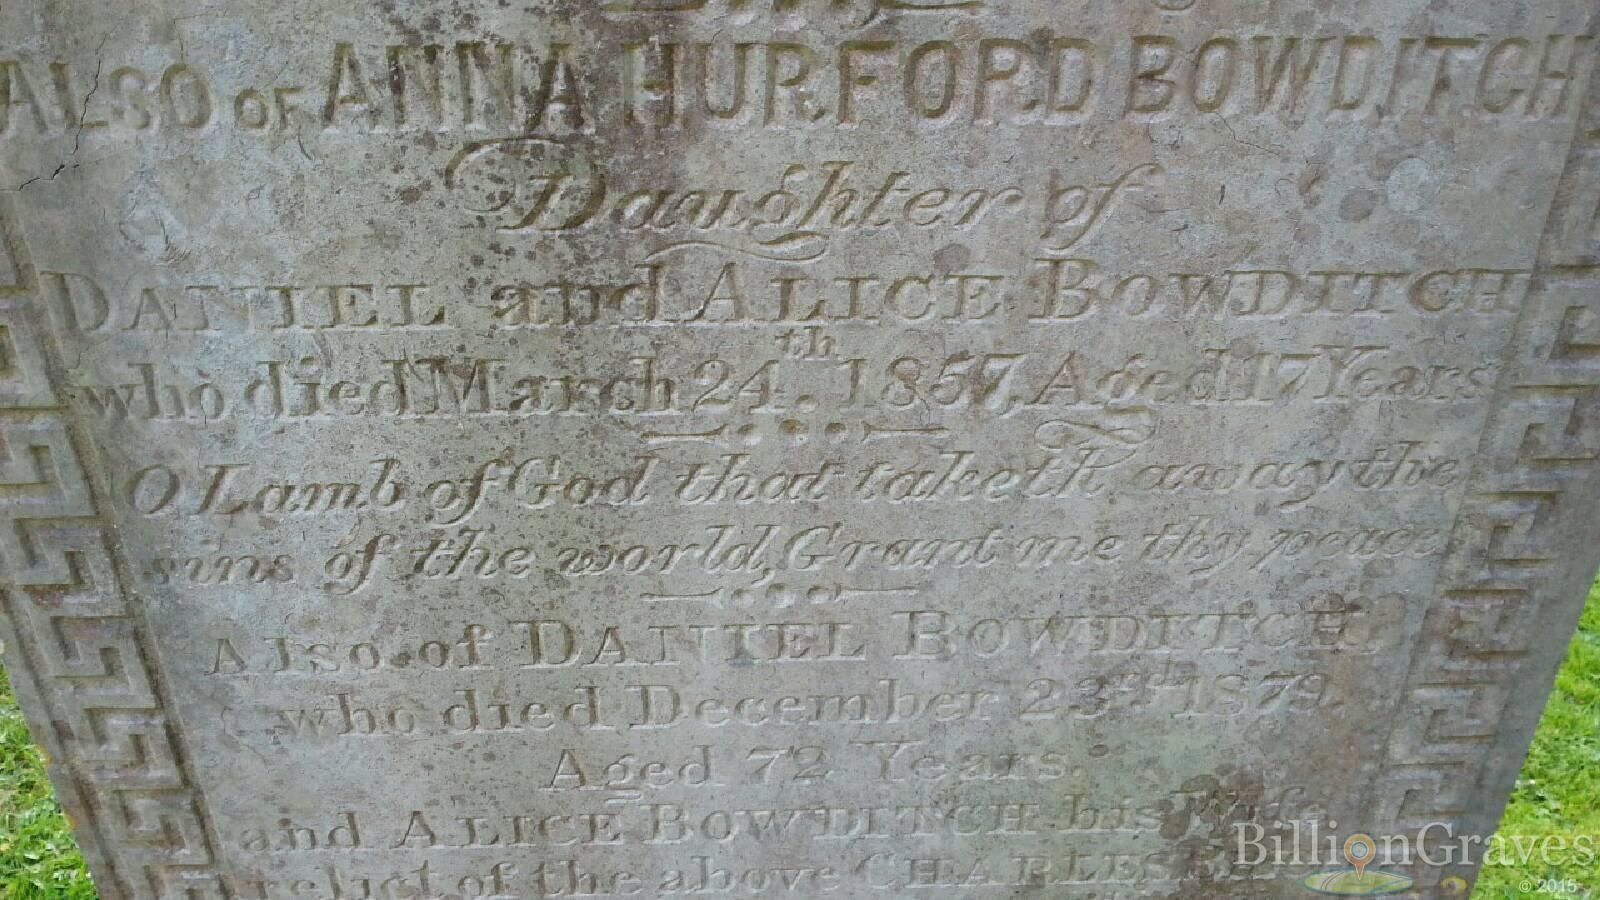 ALSO OF ANNA HURFORD BOWDITCH
Daughter of
DANIEL and ALICE BOWDITCH
who died March 24th. 1857, Aged 17 Years
O Lamb of God that taketh away the
sins of the world, Grant me thy peace
Also of DANIEL BOWDITCH,
who died December 23rd 1879.
Aged 72 Years.
and ALICE BOWDITCH his Wife
relict of the above CHARLES
BillionGraves
© 2015